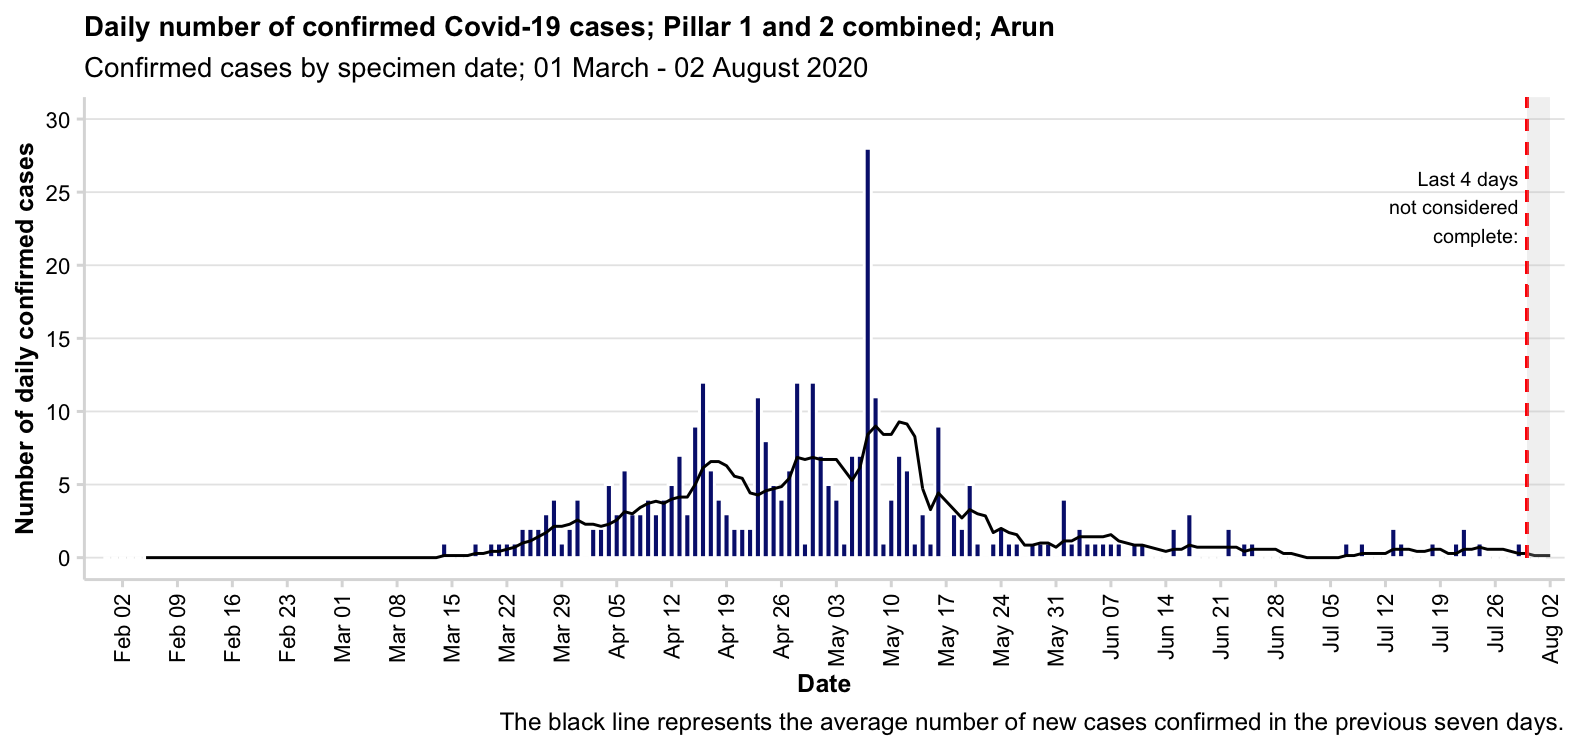 Daily number of confirmed Covid-19 cases; Pillar 1 and 2 combined; Arun
Confirmed cases by specimen date; 01 March - 02 August 2020
Number of daily confirmed cases
30
25
20
15
10
5
0
Last 4 days
not considered
complete:
Feb 02
Feb 09
Feb 16
Feb 23
Mar 01
Mar 08
Mar 15
Mar 22
Mar 29
Apr 05
Apr 12
Apr 19
Apr 26
May 03
May 10
May 17
May 24
May 31
Jun 07
Jun 14
Jun 21
Jun 28
Jul 05
Jul 12
Jul 19
Jul 26
Aug 02
Date
The black line represents the average number of new cases confirmed in the previous seven days.